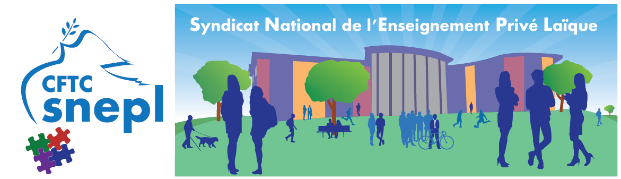 CFTC
snepl
Syndicat National de l'Enseignement Privé Laïque